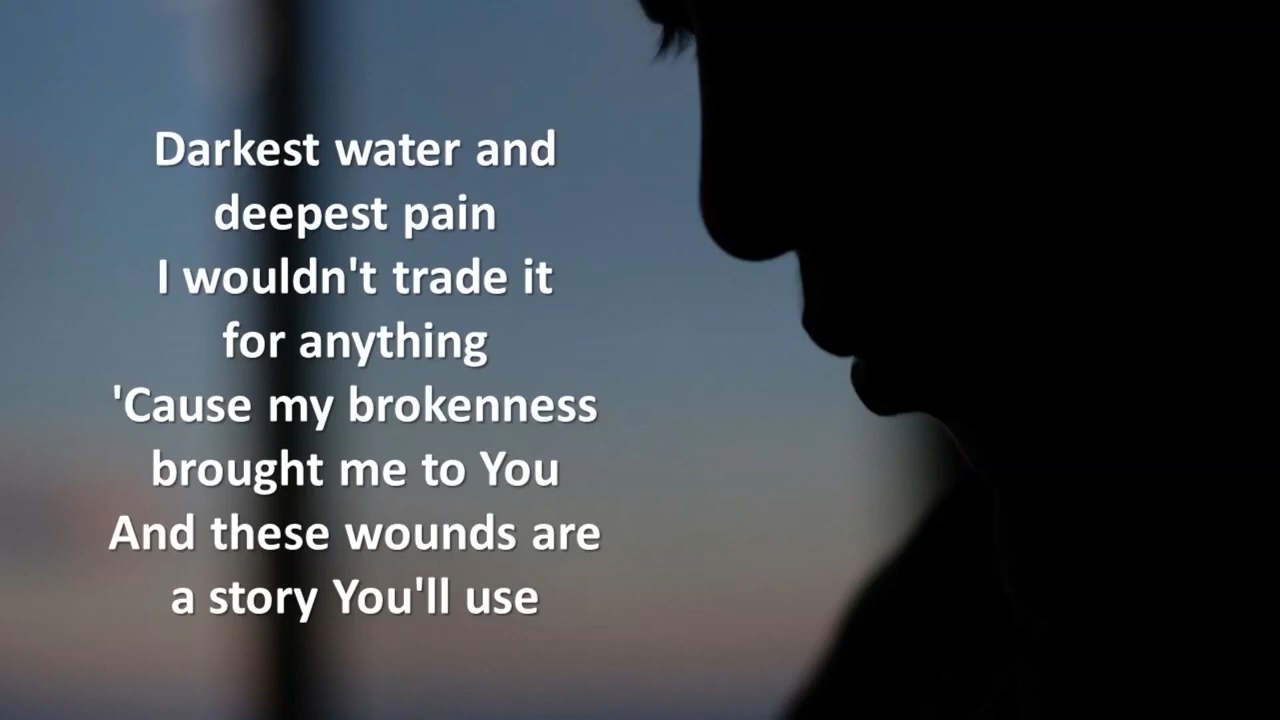 Darkest water and
deepest pain
I wouldn't trade it
for anything
'Cause my brokenness
brought me to You
And these wounds are
a story You'll use